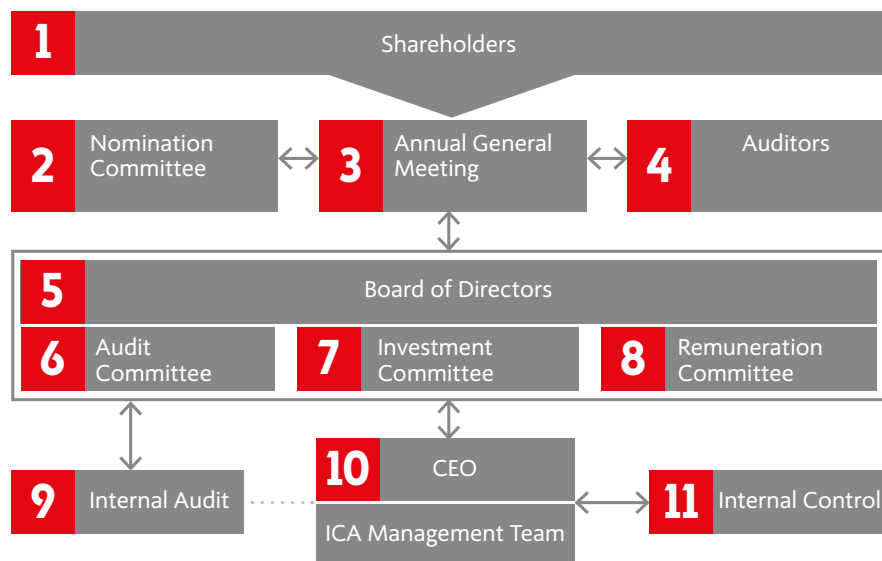 1
Shareholders
2
Nomination
Committee
3
Annual General
Meeting
4
Auditors
5
Board of Directors
6
Audit
Committee
7
Investment
Committee
8
Remuneration
Committee
9
Internal Audit
10
CEO
ICA Management Team
11
Internal Control